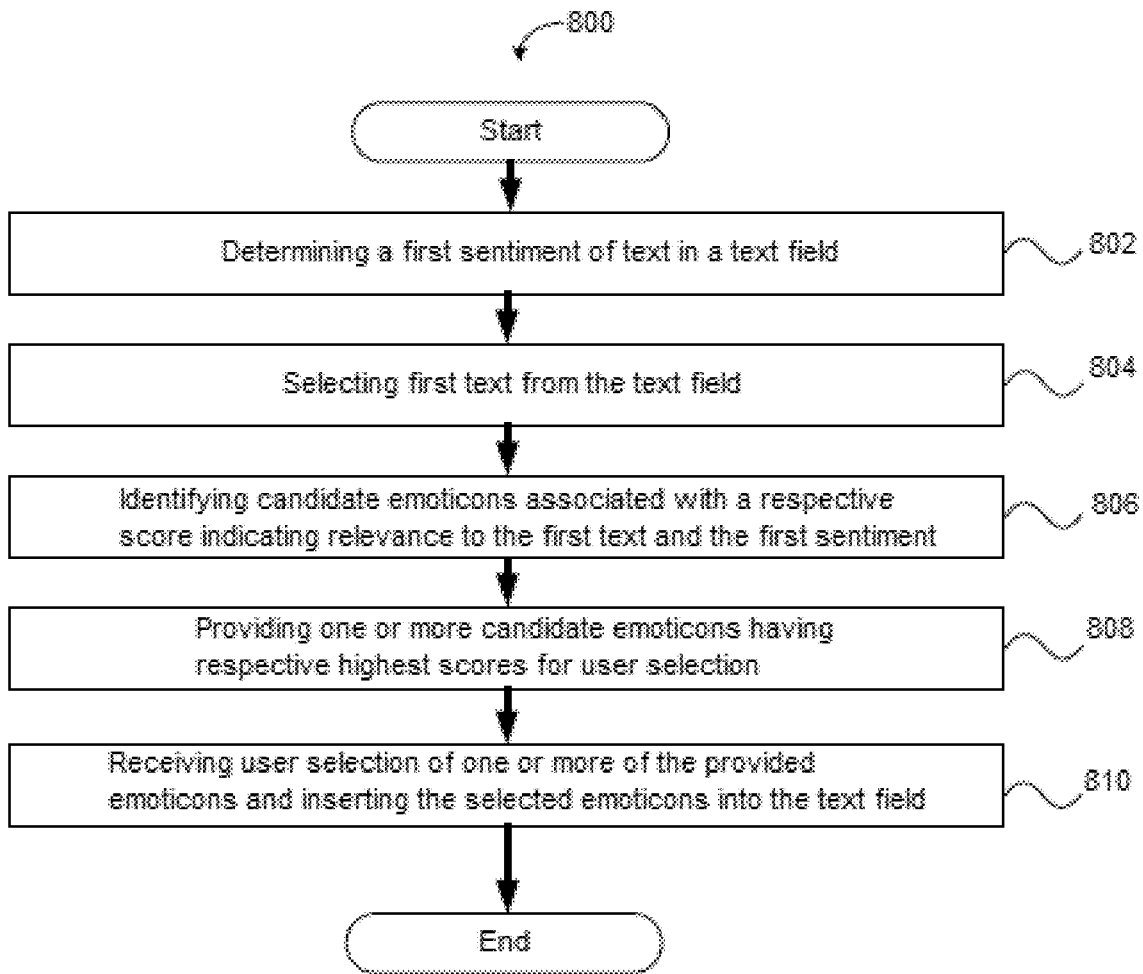 800
Start
Determining a first sentiment of text in a text field
802
Selecting first text from the text field
804
Identifying candidate emoticons associated with a respective
score indicating relevance to the first text and the first sentiment
806
Providing one or more candidate emoticons having
respective highest scores for user selection
808
Receiving user selection of one or more of the provided
emoticons and inserting the selected emoticons into the text field
810
End